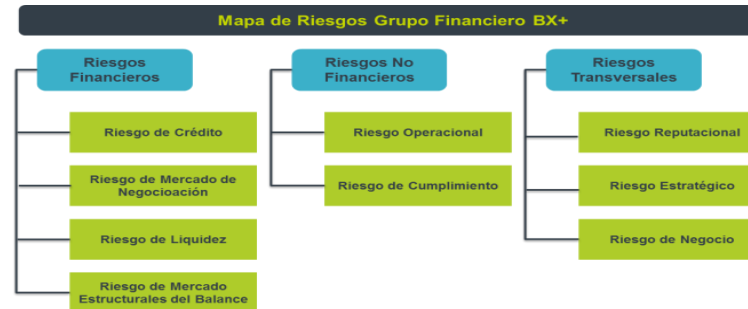 Mapa de Riesgos Grupo Financiero BX+
Riesgos
Financieros
Riesgo de Crédito
Riesgo de Mercado de
Negocioación
Riesgo de Liquidez
Riesgo de Mercado
Estructurales del Balance
Riesgos No
Financieros
Riesgo Operacional
Riesgo de Cumplimiento
Riesgos
Transversales
Riesgo Reputacional
Riesgo Estratégico
Riesgo de Negocio